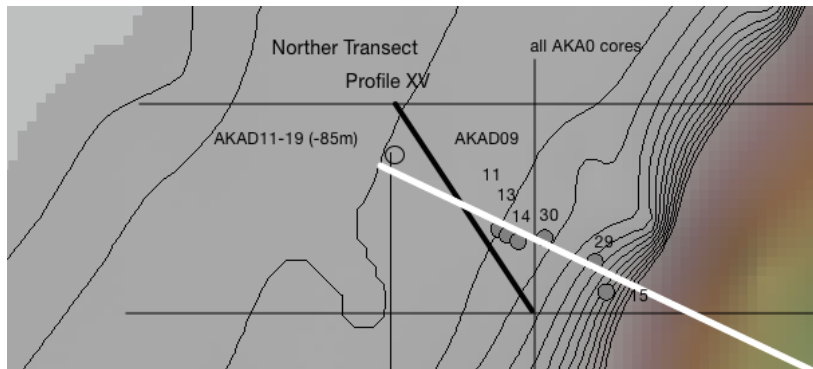 Norther Transect
all AKA0 cores
Profile XV
AKAD11-19 (-85m)
AKAD09
11
13
14
30
29
15